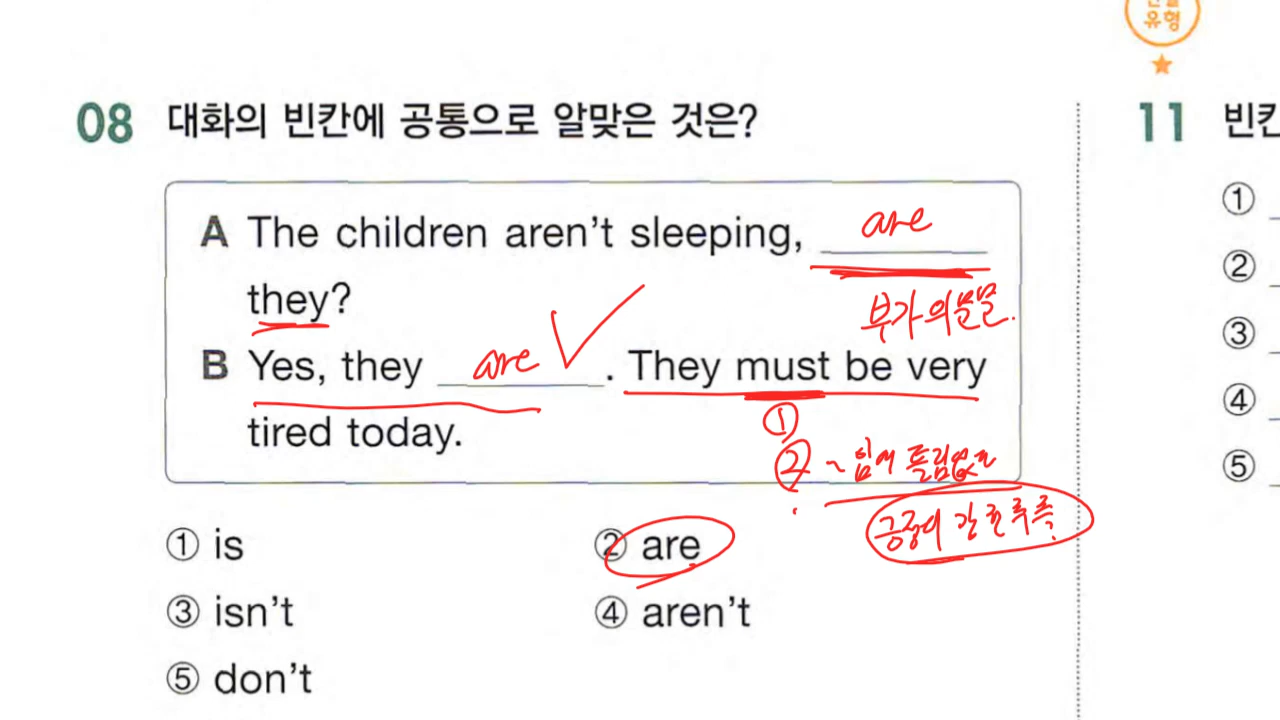 유형
08 대화의 빈칸에 공통으로 알맞은 것은?
A The children aren't sleeping, are
they?
부가의문문.
B Yes, they are. They must be very
tired today.
①
② ~임에 틀림없다
긍정의 강한 추측.
① is
② are
③ isn't
④ aren't
⑤ don't
11 빈칸
①
②
③
④
⑤